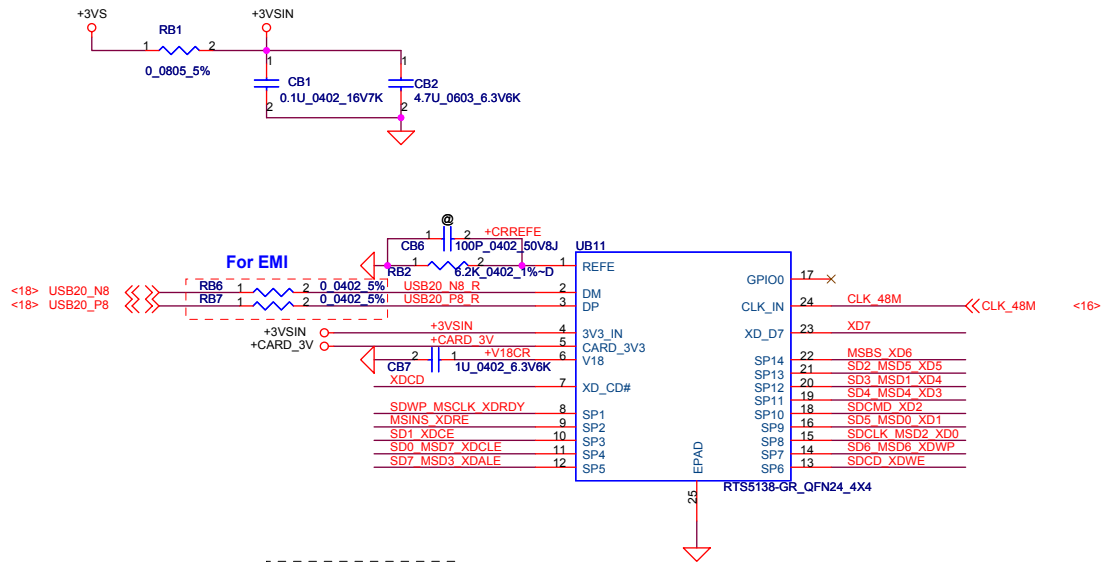 +3VS
+3VSIN
RB1
1 2
0_0805_5%
1
CB1
0.1U_0402_16V7K
2
1
CB2
4.7U_0603_6.3V6K
2
@
1 2 +CRREFE
CB6 100P_0402_50V8J
RB2 1 2 6.2K_0402_1%~D
For EMI
<18> USB20_N8 RB6 1 2 0_0402_5% USB20_N8_R
<18> USB20_P8 RB7 1 2 0_0402_5% USB20_P8_R
+3VSIN +3VSIN
+CARD_3V +CARD_3V
2 1 +V18CR
CB7 1U_0402_6.3V6K
XDCD
SDWP_MSCLK_XDRDY
MSINS_XDRE
SD1_XDCE
SD0_MSD7_XDCLE
SD7_MSD3_XDALE
UB11
1 REFE
2 DM
3 DP
4 3V3_IN
5 CARD_3V3
6 V18
7 XD_CD#
8 SP1
9 SP2
10 SP3
11 SP4
12 SP5
GPIO0 17
CLK_IN 24 CLK_48M CLK_48M <16>
XD_D7 23 XD7
SP14 22 MSBS_XD6
SP13 21 SD2_MSD5_XD5
SP12 20 SD3_MSD1_XD4
SP11 19 SD4_MSD4_XD3
SP10 18 SDCMD_XD2
SP9 16 SD5_MSD0_XD1
SP8 15 SDCLK_MSD2_XD0
SP7 14 SD6_MSD6_XDWP
SP6 13 SDCD_XDWE
EPAD
25
RTS5138-GR_QFN24_4X4